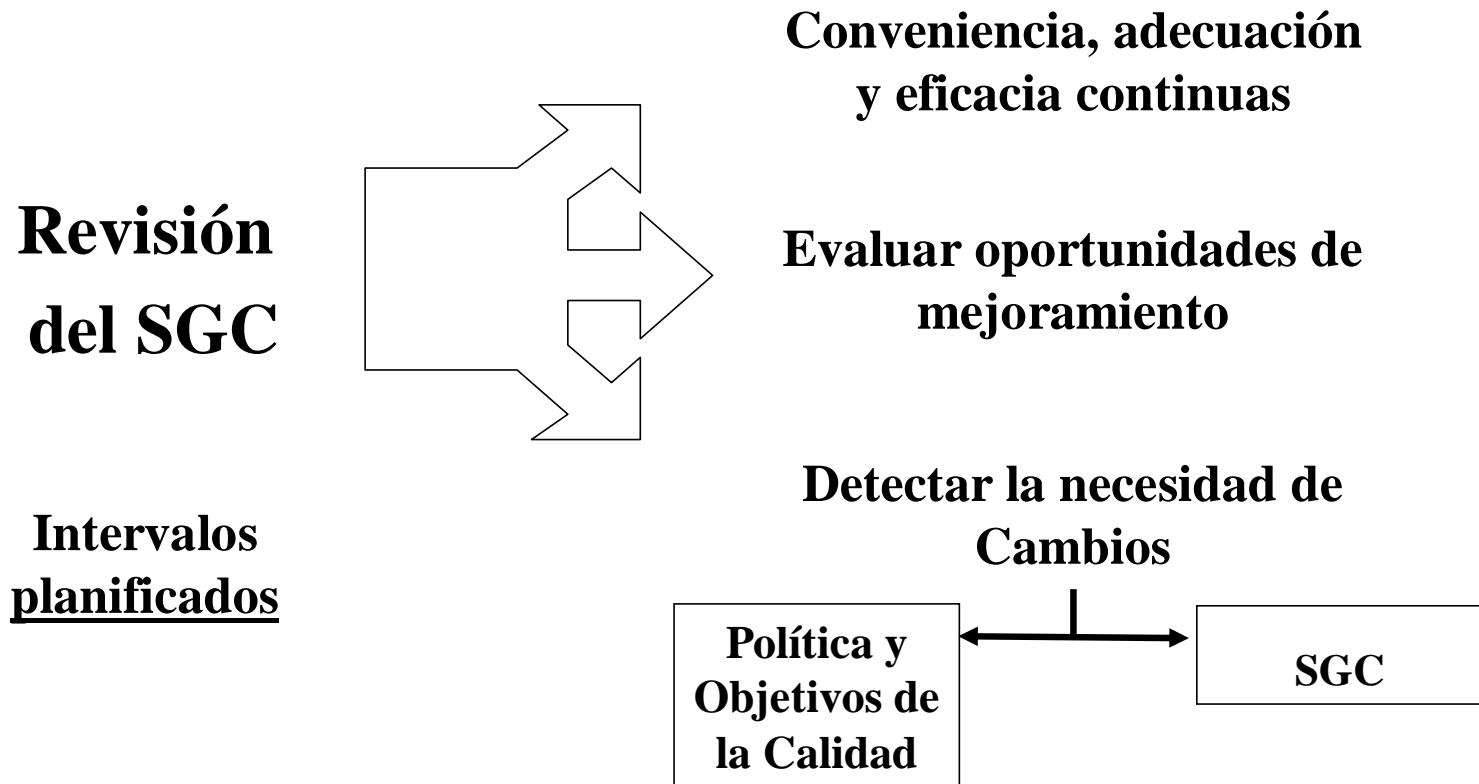 Revisión
del SGC
Intervalos
planificados
Conveniencia, adecuación
y eficacia continuas
Evaluar oportunidades de
mejoramiento
Detectar la necesidad de
Cambios
Política y
Objetivos de
la Calidad
SGC